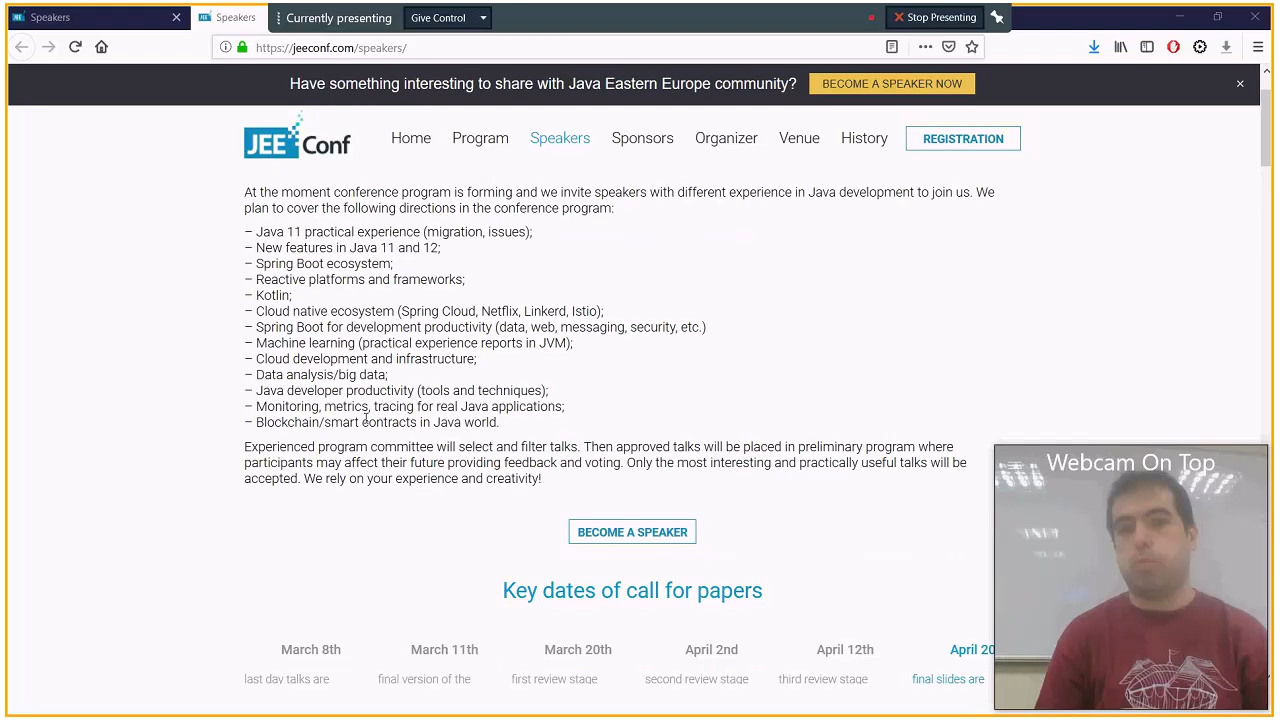 Speakers
Speakers
Currently presenting
Give Control
Stop Presenting
https://jeeconf.com/speakers/
Have something interesting to share with Java Eastern Europe community?
BECOME A SPEAKER NOW
JEE Conf
Home
Program
Speakers
Sponsors
Organizer
Venue
History
REGISTRATION
At the moment conference program is forming and we invite speakers with different experience in Java development to join us. We
plan to cover the following directions in the conference program:
– Java 11 practical experience (migration, issues);
– New features in Java 11 and 12;
– Spring Boot ecosystem;
– Reactive platforms and frameworks;
– Kotlin;
– Cloud native ecosystem (Spring Cloud, Netflix, Linkerd, Istio);
– Spring Boot for development productivity (data, web, messaging, security, etc.)
– Machine learning (practical experience reports in JVM);
– Cloud development and infrastructure;
– Data analysis/big data;
– Java developer productivity (tools and techniques);
– Monitoring, metrics, tracing for real Java applications;
– Blockchain/smart contracts in Java world.
Experienced program committee will select and filter talks. Then approved talks will be placed in preliminary program where
participants may affect their future providing feedback and voting. Only the most interesting and practically useful talks will be
accepted. We rely on your experience and creativity!
Webcam On Top
BECOME A SPEAKER
Key dates of call for papers
March 8th
March 11th
March 20th
April 2nd
April 12th
April 20
last day talks are
final version of the
first review stage
second review stage
third review stage
final slides are